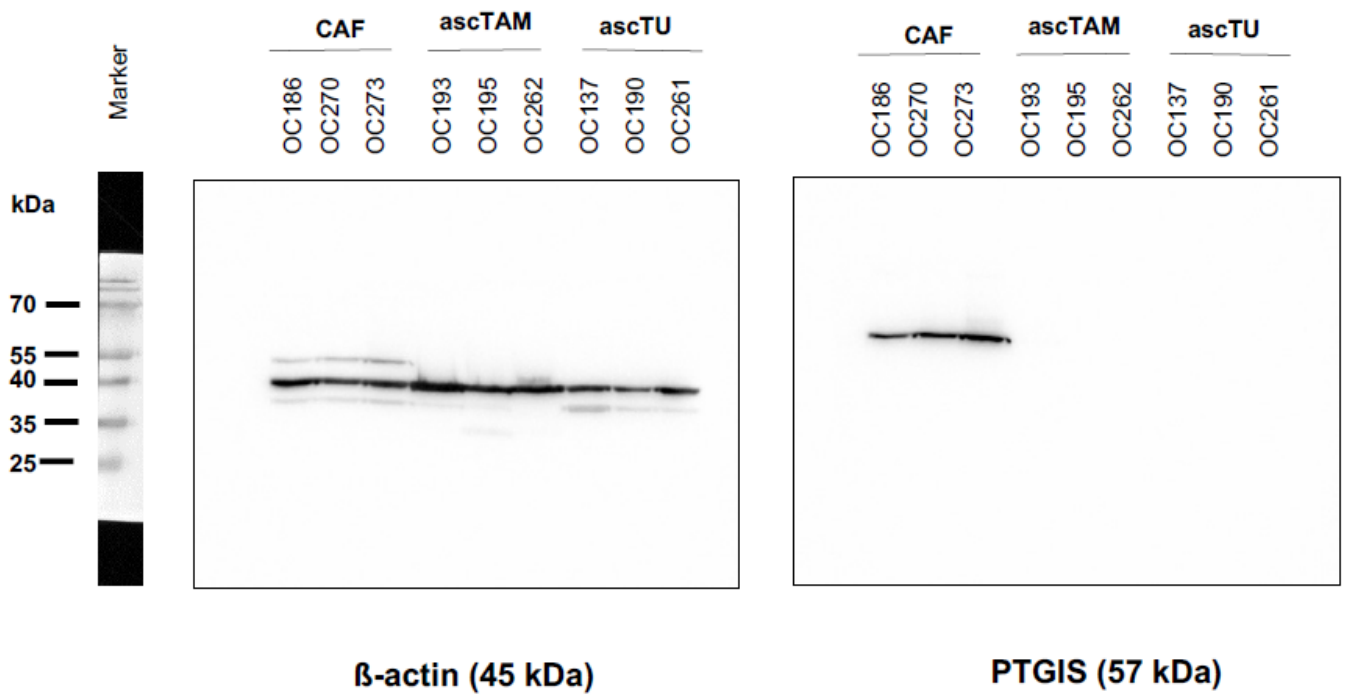 Marker
kDa
70
55
40
35
25
CAF
ascTAM
ascTU
OC186
OC270
OC273
OC193
OC195
OC262
OC137
OC190
OC261
ß-actin (45 kDa)
CAF
ascTAM
ascTU
OC186
OC270
OC273
OC193
OC195
OC262
OC137
OC190
OC261
PTGIS (57 kDa)